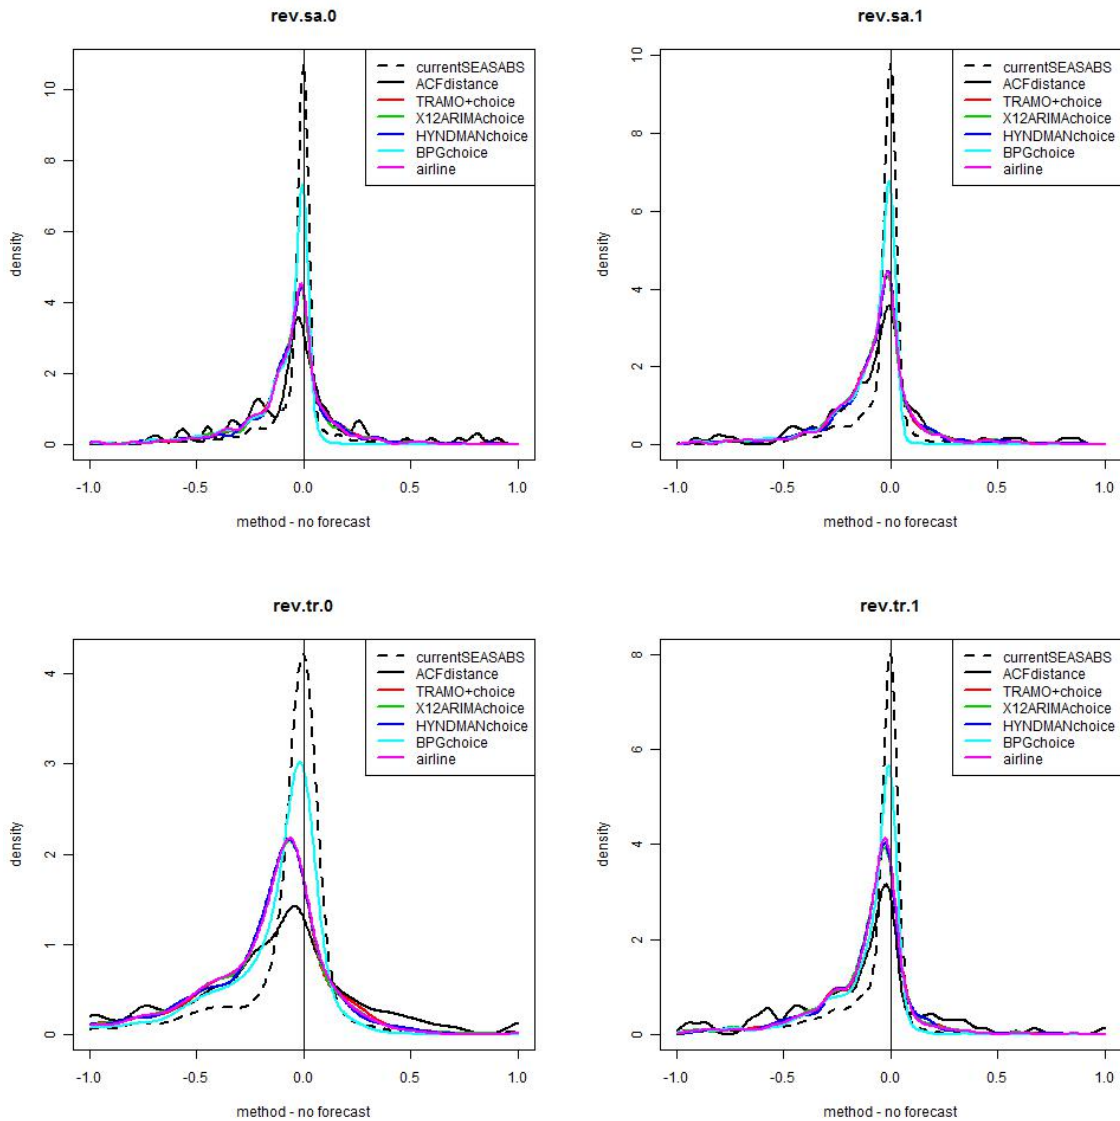 rev.sa.0
density
0 2 4 6 8 10
currentSEASABS
ACFdistance
TRAMO+choice
X12ARIMAchoice
HYNDMANchoice
BPGchoice
airline
-1.0 -0.5 0.0 0.5 1.0
method - no forecast
rev.sa.1
density
0 2 4 6 8 10
currentSEASABS
ACFdistance
TRAMO+choice
X12ARIMAchoice
HYNDMANchoice
BPGchoice
airline
-1.0 -0.5 0.0 0.5 1.0
method - no forecast
rev.tr.0
density
0 1 2 3 4
currentSEASABS
ACFdistance
TRAMO+choice
X12ARIMAchoice
HYNDMANchoice
BPGchoice
airline
-1.0 -0.5 0.0 0.5 1.0
method - no forecast
rev.tr.1
density
0 2 4 6 8
currentSEASABS
ACFdistance
TRAMO+choice
X12ARIMAchoice
HYNDMANchoice
BPGchoice
airline
-1.0 -0.5 0.0 0.5 1.0
method - no forecast